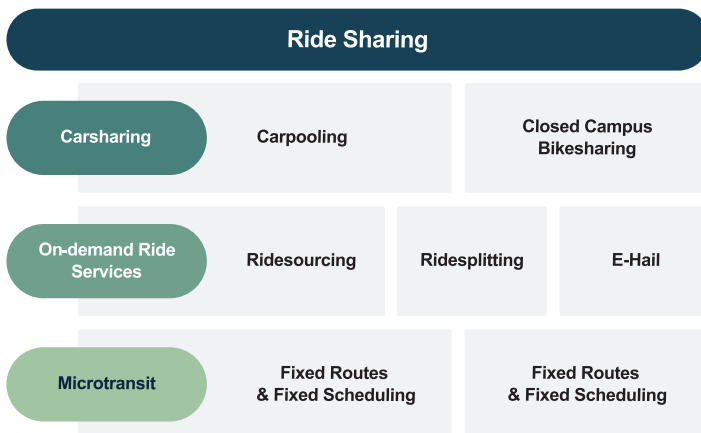 Ride Sharing
Carsharing
Carpooling
Closed Campus
Bikesharing
On-demand Ride
Services
Ridesourcing
Ridesplitting
E-Hail
Microtransit
Fixed Routes
& Fixed Scheduling
Fixed Routes
& Fixed Scheduling